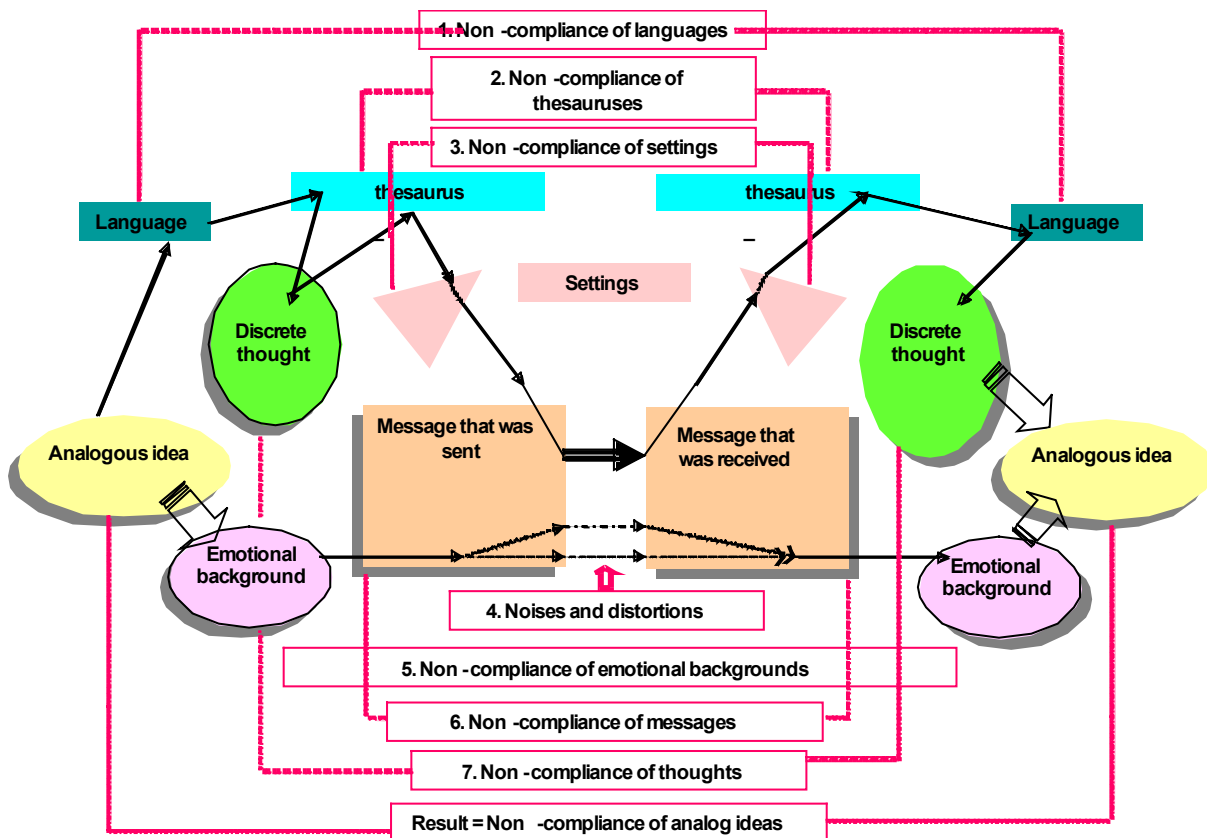 1. Non -compliance of languages
2. Non -compliance of
thesauruses
3. Non -compliance of settings
thesaurus
thesaurus
Language
Language
Settings
Discrete
thought
Discrete
thought
Message that was
sent
Message that
was received
Analogous idea
Analogous idea
Emotional
background
Emotional
background
4. Noises and distortions
5. Non -compliance of emotional backgrounds
6. Non -compliance of messages
7. Non -compliance of thoughts
Result = Non -compliance of analog ideas